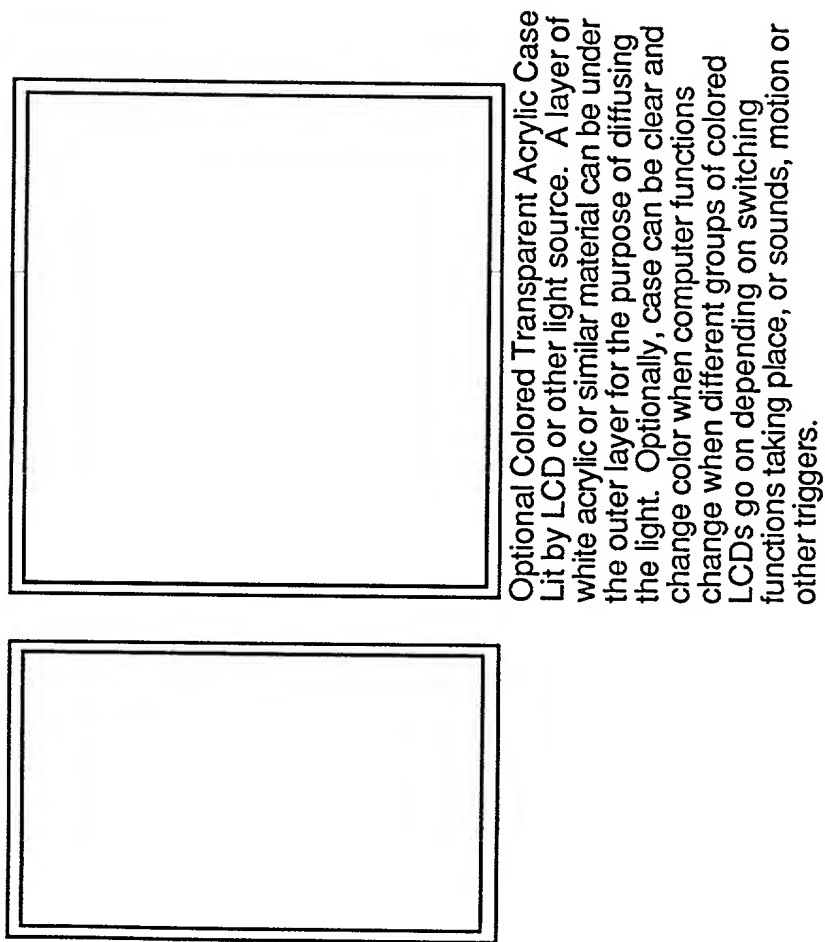 Optional Colored Transparent Acrylic Case
Lit by LCD or other light source. A layer of
white acrylic or similar material can be under
the outer layer for the purpose of diffusing
the light. Optionally, case can be clear and
change color when computer functions
change when different groups of colored
LCDs go on depending on switching
functions taking place, or sounds, motion or
other triggers.